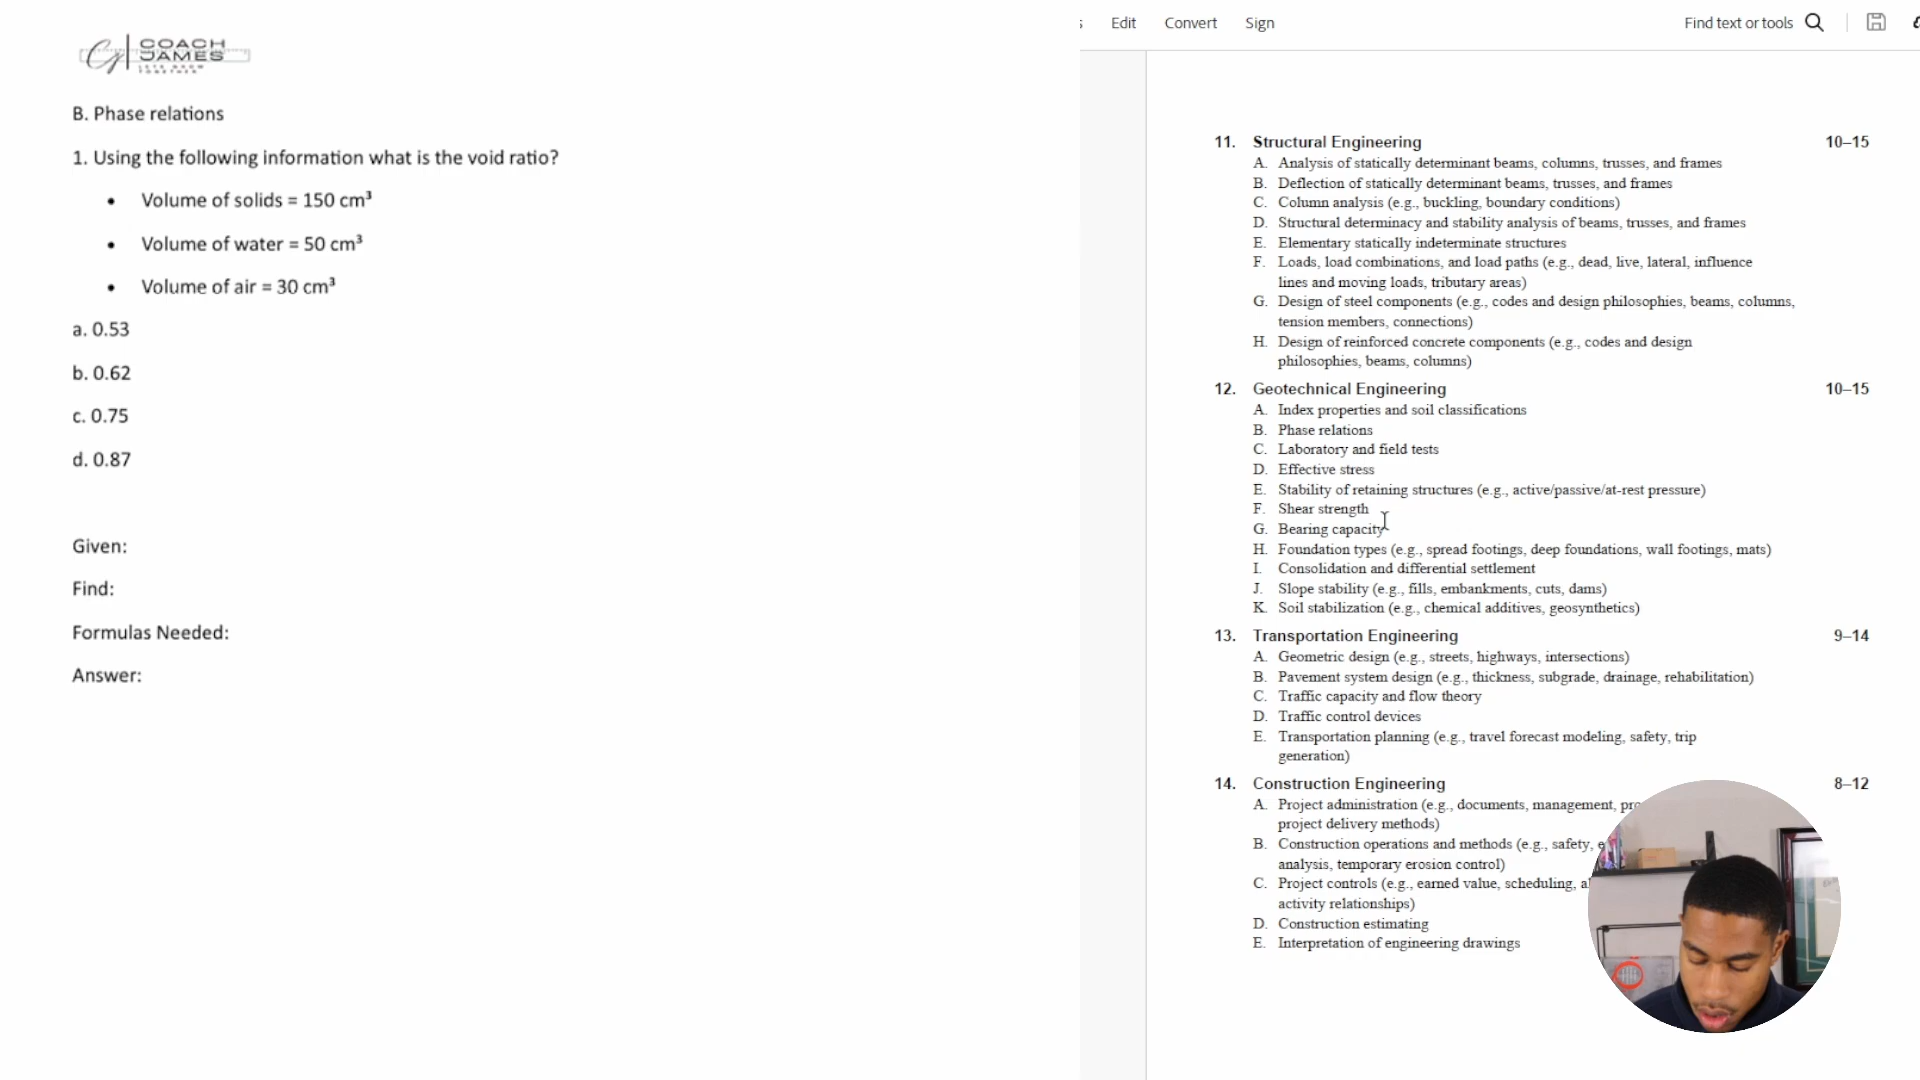 COACH
JAMES
B. Phase relations
1. Using the following information what is the void ratio?
• Volume of solids = 150 cm³
• Volume of water = 50 cm³
• Volume of air = 30 cm³
a. 0.53
b. 0.62
c. 0.75
d. 0.87
Given:
Find:
Formulas Needed:
Answer:
Edit Convert Sign Find text or tools
11. Structural Engineering 10–15
A. Analysis of statically determinant beams, columns, trusses, and frames
B. Deflection of statically determinant beams, trusses, and frames
C. Column analysis (e.g., buckling, boundary conditions)
D. Structural determinacy and stability analysis of beams, trusses, and frames
E. Elementary statically indeterminate structures
F. Loads, load combinations, and load paths (e.g., dead, live, lateral, influence
lines and moving loads, tributary areas)
G. Design of steel components (e.g., codes and design philosophies, beams, columns,
tension members, connections)
H. Design of reinforced concrete components (e.g., codes and design
philosophies, beams, columns)
12. Geotechnical Engineering 10–15
A. Index properties and soil classifications
B. Phase relations
C. Laboratory and field tests
D. Effective stress
E. Stability of retaining structures (e.g., active/passive/at-rest pressure)
F. Shear strength
G. Bearing capacity
H. Foundation types (e.g., spread footings, deep foundations, wall footings, mats)
I. Consolidation and differential settlement
J. Slope stability (e.g., fills, embankments, cuts, dams)
K. Soil stabilization (e.g., chemical additives, geosynthetics)
13. Transportation Engineering 9–14
A. Geometric design (e.g., streets, highways, intersections)
B. Pavement system design (e.g., thickness, subgrade, drainage, rehabilitation)
C. Traffic capacity and flow theory
D. Traffic control devices
E. Transportation planning (e.g., travel forecast modeling, safety, trip
generation)
14. Construction Engineering 8–12
A. Project administration (e.g., documents, management,
project delivery methods)
B. Construction operations and methods (e.g., safety,
analysis, temporary erosion control)
C. Project controls (e.g., earned value, scheduling,
activity relationships)
D. Construction estimating
E. Interpretation of engineering drawings